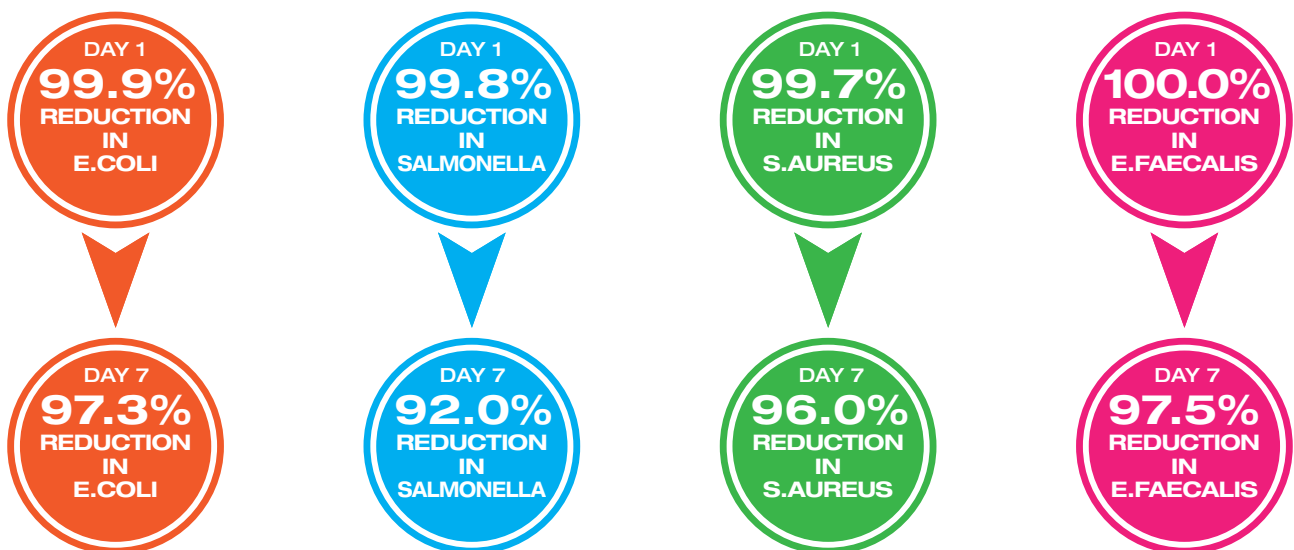 DAY 1
99.9%
REDUCTION
IN
E.COLI
DAY 1
99.8%
REDUCTION
IN
SALMONELLA
DAY 1
99.7%
REDUCTION
IN
S.AUREUS
DAY 1
100.0%
REDUCTION
IN
E.FAECALIS
DAY 7
97.3%
REDUCTION
IN
E.COLI
DAY 7
92.0%
REDUCTION
IN
SALMONELLA
DAY 7
96.0%
REDUCTION
IN
S.AUREUS
DAY 7
97.5%
REDUCTION
IN
E.FAECALIS